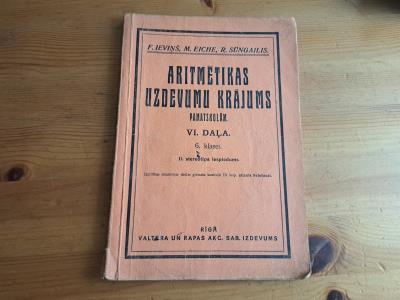 F. IEVIŅŠ, M. EICHE, R. SŪNGAILIS.
ARITMĒTIKAS
UZDEVUMU KRĀJUMS
PAMATSKOLĀM.
VI. DAĻA.
6. klasei.
II. stereotipa iespiedums.
RĪGĀ
VALTERA UN RAPAS AKC. SAB. IZDEVUMS